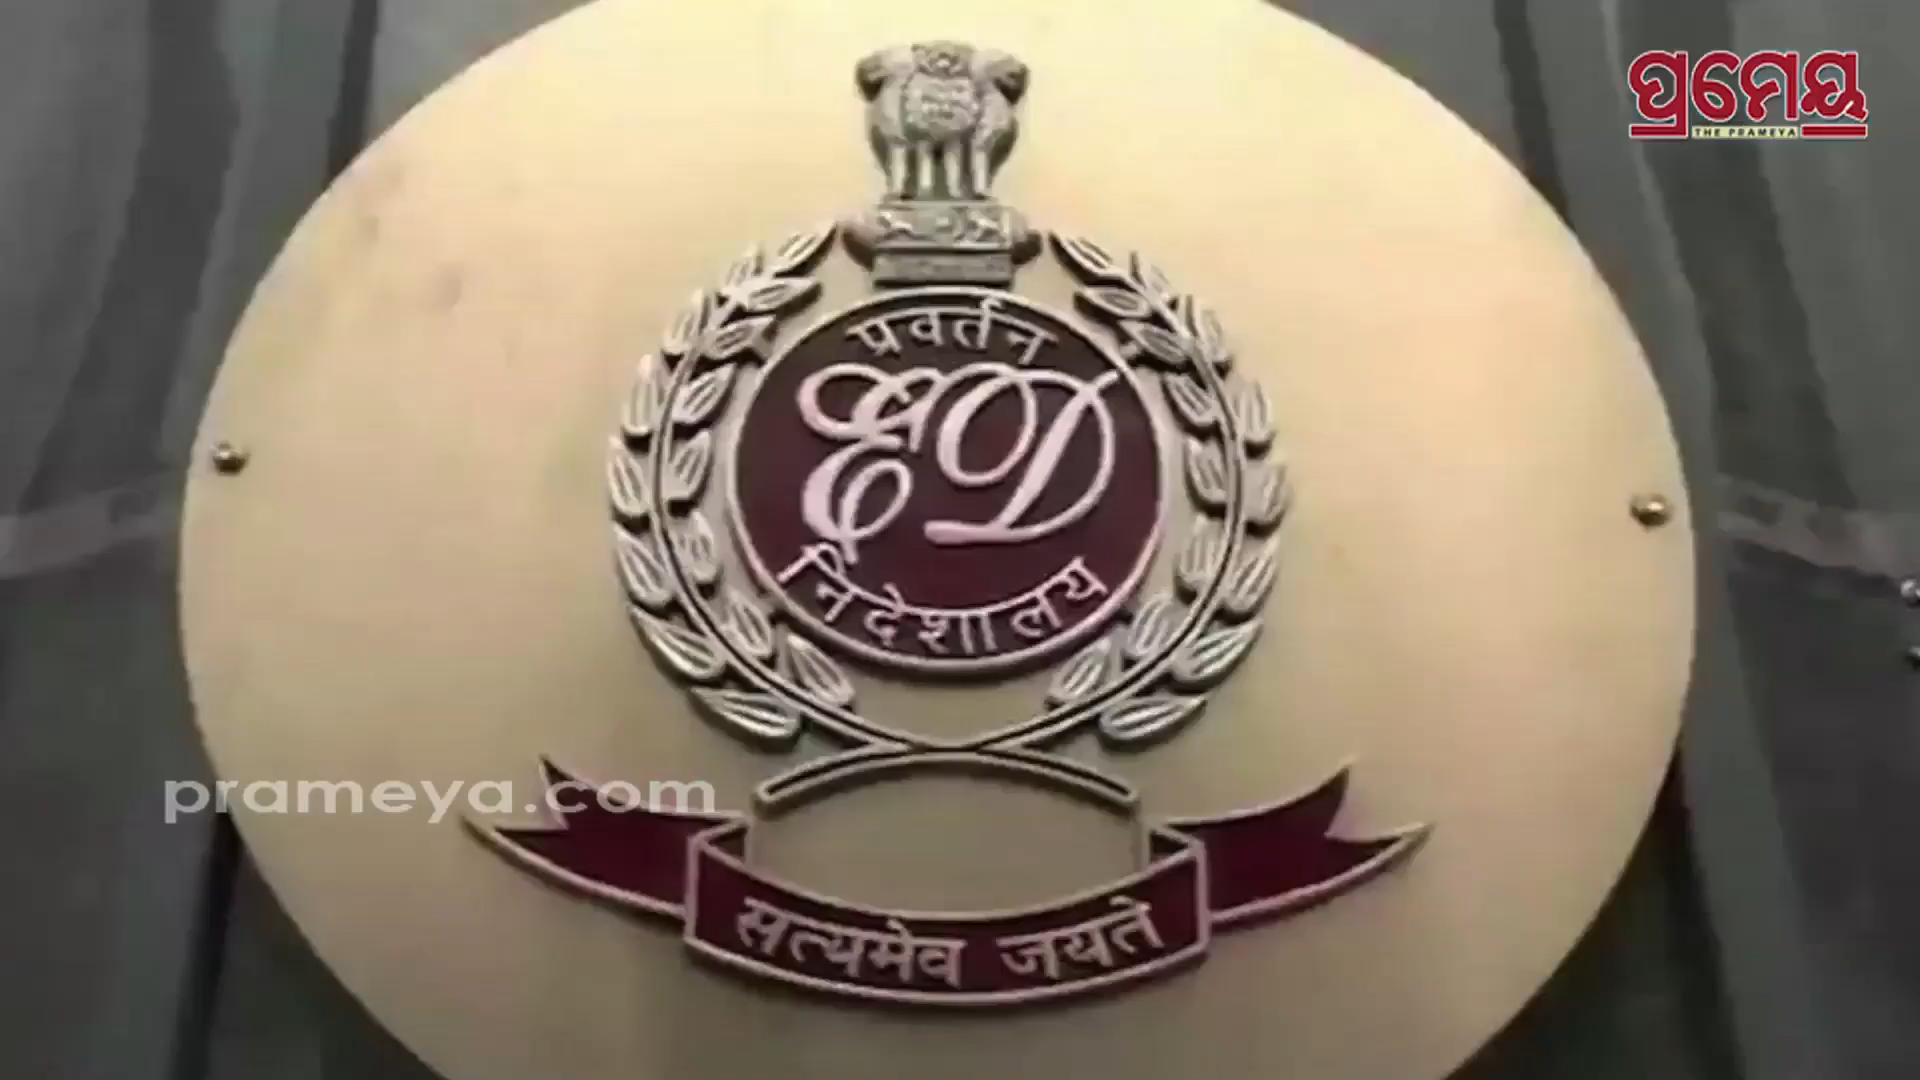 ପ୍ରମେୟ
THE PRAMEYA
प्रवर्तन
ED
निदेशालय
prameya.com
सत्यमेव जयते